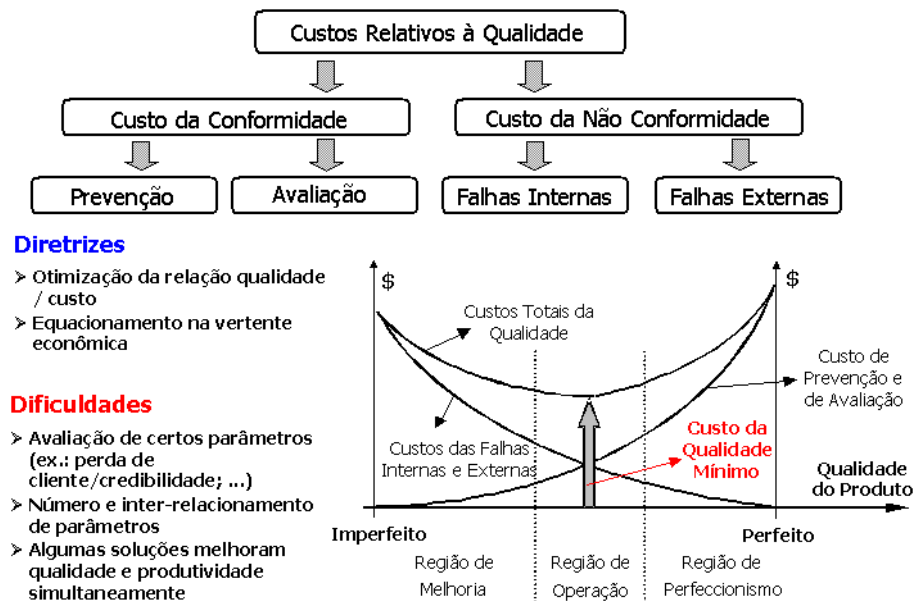 Custos Relativos à Qualidade
Custo da Conformidade
Custo da Não Conformidade
Prevenção
Avaliação
Falhas Internas
Falhas Externas
Diretrizes
➢ Otimização da relação qualidade
/ custo
➢ Equacionamento na vertente
econômica
Dificuldades
➢ Avaliação de certos parâmetros
(ex.: perda de
cliente/credibilidade; ...)
➢ Número e inter-relacionamento
de parâmetros
➢ Algumas soluções melhoram
qualidade e produtividade
simultaneamente
$
$
Custos Totais da
Qualidade
Custo de
Prevenção e
de Avaliação
Custos das Falhas
Internas e Externas
Custo da
Qualidade
Mínimo
Qualidade
do Produto
Imperfeito
Perfeito
Região de
Melhoria
Região de
Operação
Região de
Perfeccionismo